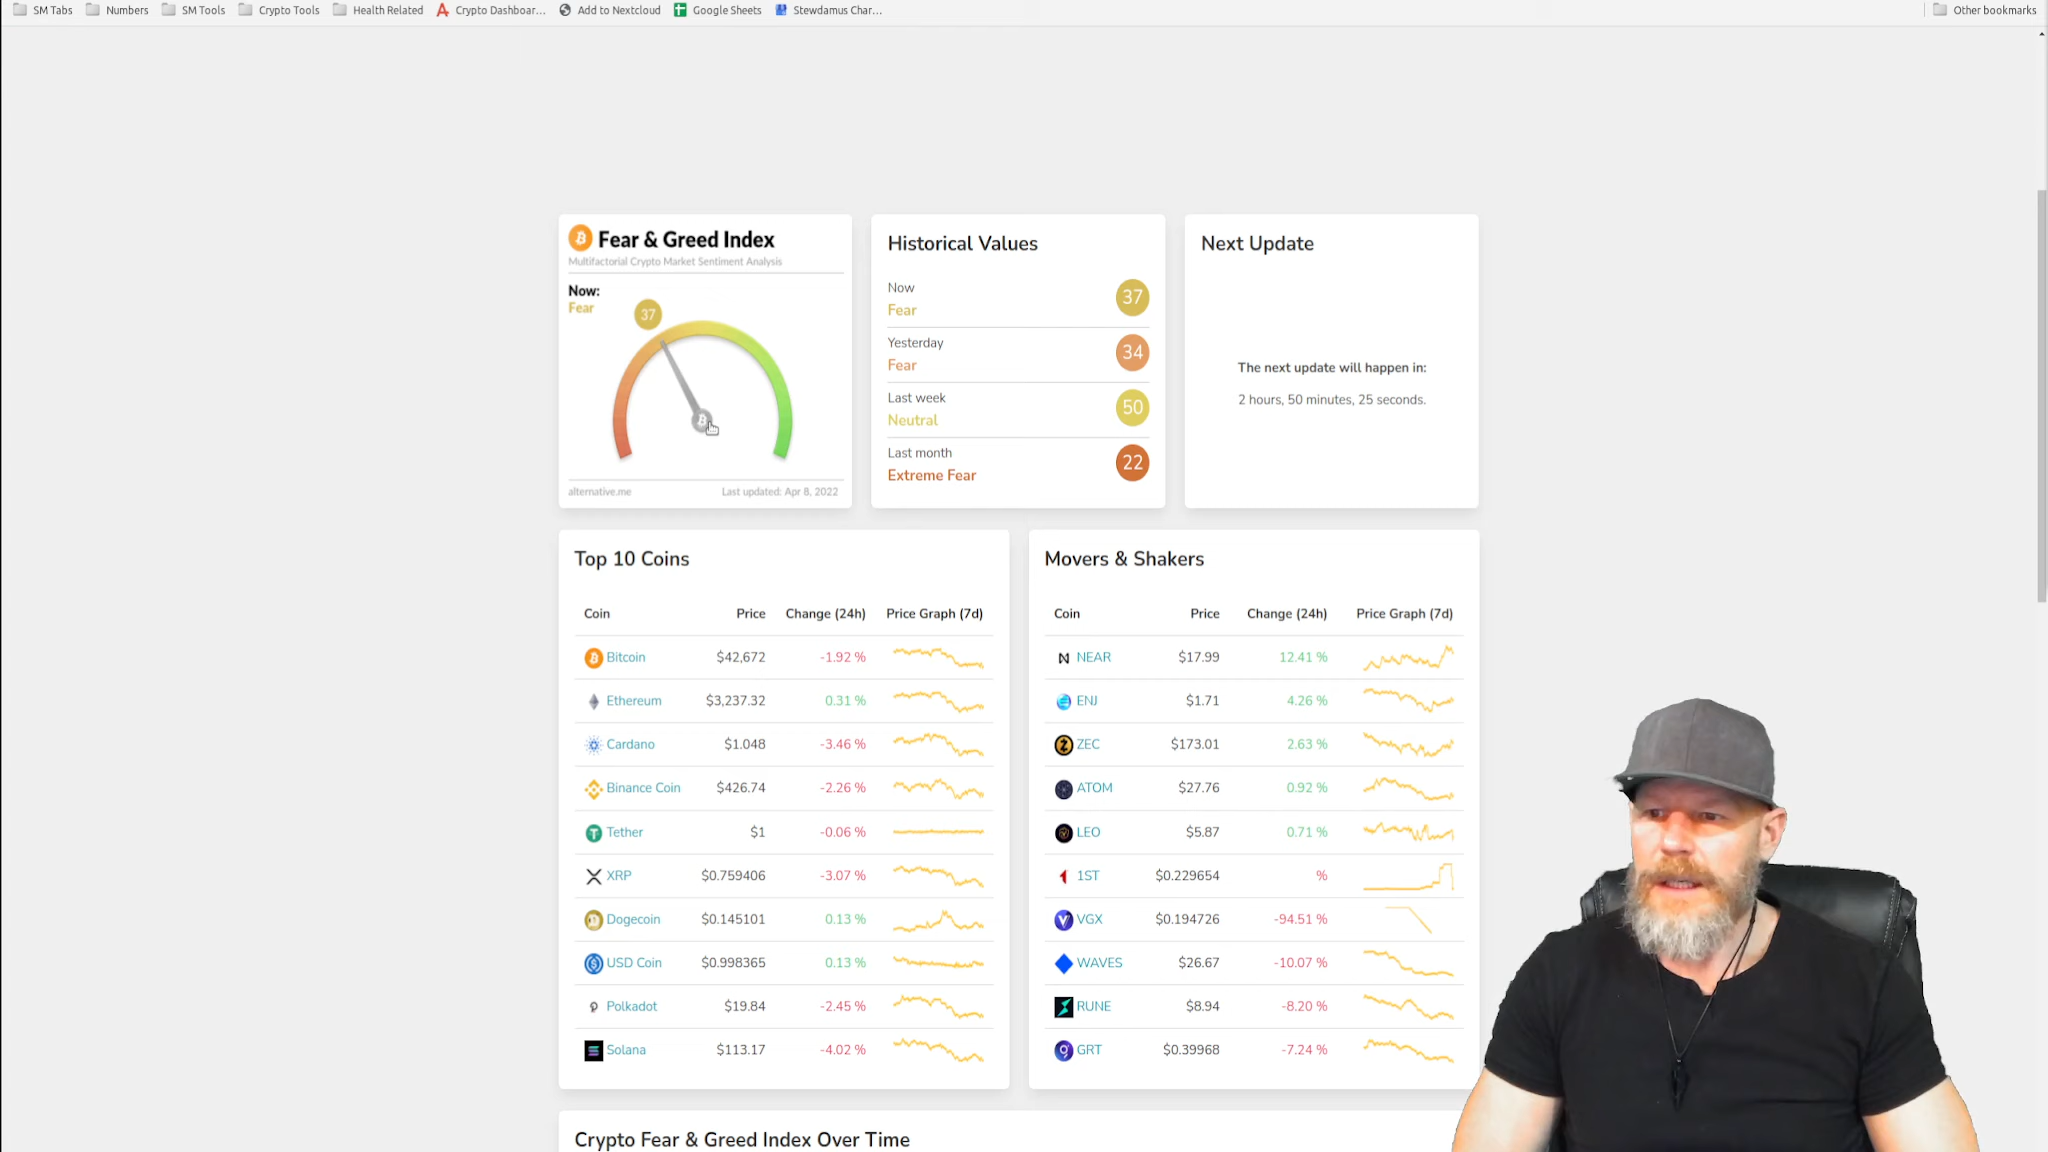 SM Tabs Numbers SM Tools Crypto Tools Health Related Crypto Dashboar... Add to Nextcloud Google Sheets Stewdamus Char... Other bookmarks
Fear & Greed Index
Multifactorial Crypto Market Sentiment Analysis
Now:
Fear
37
alternative.me Last updated: Apr 8, 2022
Historical Values
Now
Fear
37
Yesterday
Fear
34
Last week
Neutral
50
Last month
Extreme Fear
22
Next Update
The next update will happen in:
2 hours, 50 minutes, 25 seconds.
Top 10 Coins
Coin Price Change (24h) Price Graph (7d)
Bitcoin $42,672 -1.92 %
Ethereum $3,237.32 0.31 %
Cardano $1.048 -3.46 %
Binance Coin $426.74 -2.26 %
Tether $1 -0.06 %
XRP $0.759406 -3.07 %
Dogecoin $0.145101 0.13 %
USD Coin $0.998365 0.13 %
Polkadot $19.84 -2.45 %
Solana $113.17 -4.02 %
Movers & Shakers
Coin Price Change (24h) Price Graph (7d)
NEAR $17.99 12.41 %
ENJ $1.71 4.26 %
ZEC $173.01 2.63 %
ATOM $27.76 0.92 %
LEO $5.87 0.71 %
1ST $0.229654 %
VGX $0.194726 -94.51 %
WAVES $26.67 -10.07 %
RUNE $8.94 -8.20 %
GRT $0.39968 -7.24 %
Crypto Fear & Greed Index Over Time